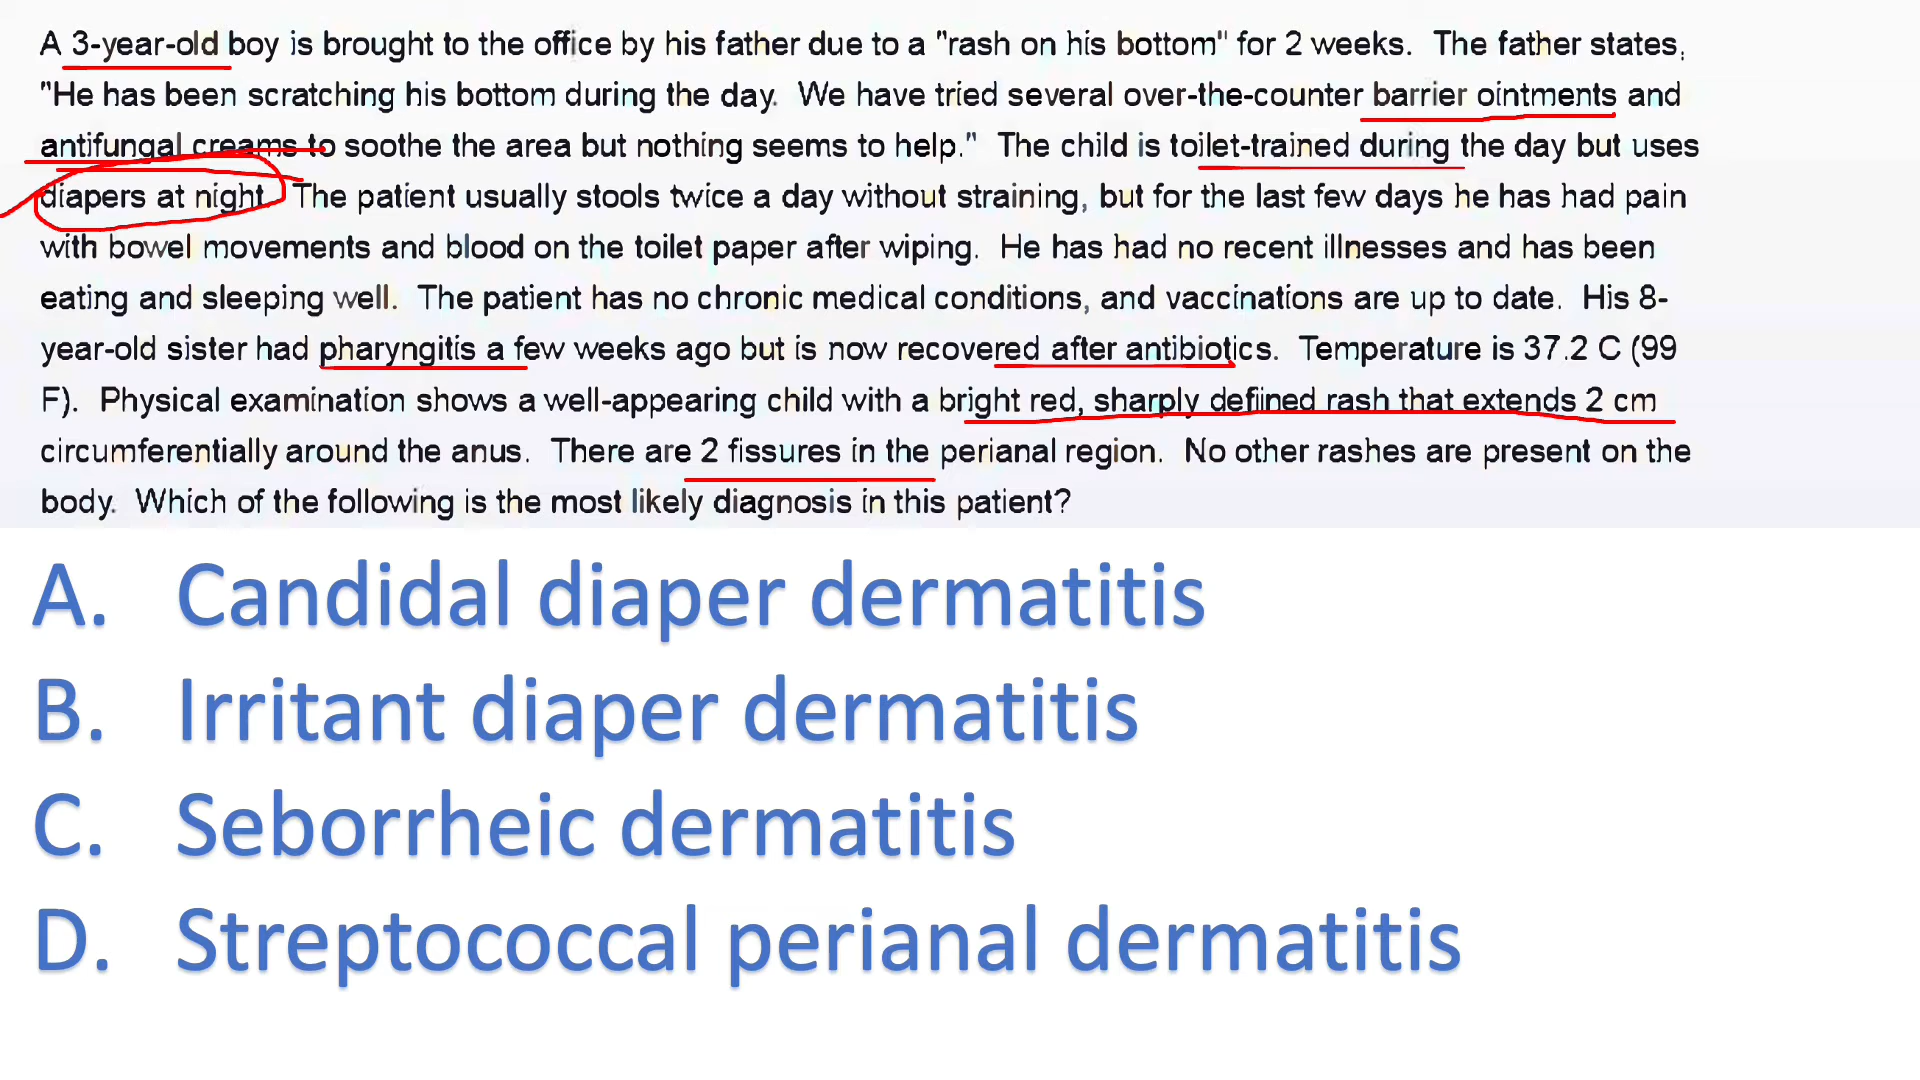 A 3-year-old boy is brought to the office by his father due to a "rash on his bottom" for 2 weeks. The father states,
"He has been scratching his bottom during the day. We have tried several over-the-counter barrier ointments and
antifungal creams to soothe the area but nothing seems to help." The child is toilet-trained during the day but uses
diapers at night. The patient usually stools twice a day without straining, but for the last few days he has had pain
with bowel movements and blood on the toilet paper after wiping. He has had no recent illnesses and has been
eating and sleeping well. The patient has no chronic medical conditions, and vaccinations are up to date. His 8-
year-old sister had pharyngitis a few weeks ago but is now recovered after antibiotics. Temperature is 37.2 C (99
F). Physical examination shows a well-appearing child with a bright red, sharply defined rash that extends 2 cm
circumferentially around the anus. There are 2 fissures in the perianal region. No other rashes are present on the
body. Which of the following is the most likely diagnosis in this patient?
A. Candidal diaper dermatitis
B. Irritant diaper dermatitis
C. Seborrheic dermatitis
D. Streptococcal perianal dermatitis